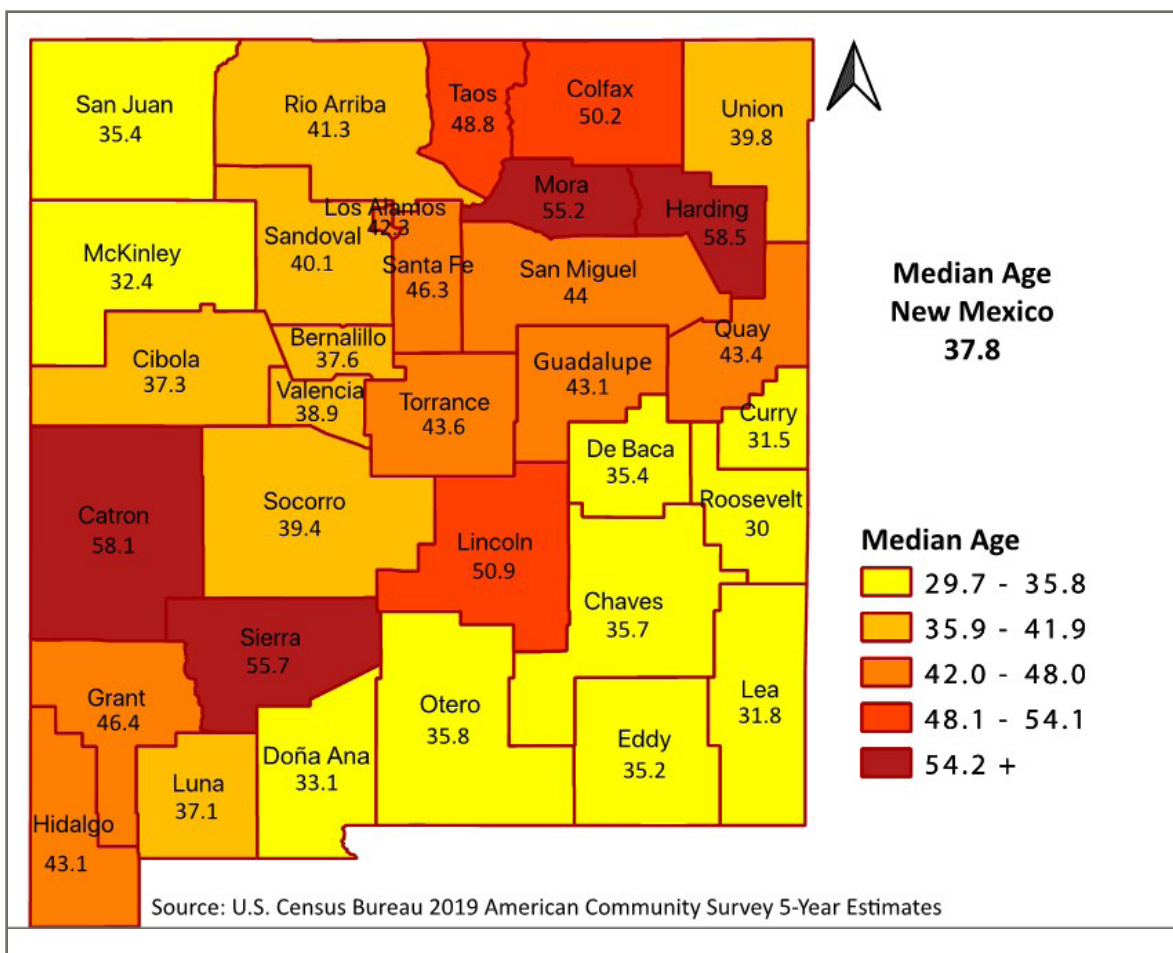 San Juan
35.4
Rio Arriba
41.3
Taos
48.8
Colfax
50.2
Union
39.8
Mora
55.2
Harding
58.5
Los Alamos
42.3
McKinley
32.4
Sandoval
40.1
Santa Fe
46.3
San Miguel
44
Median Age
New Mexico
37.8
Quay
43.4
Bernalillo
37.6
Cibola
37.3
Guadalupe
43.1
Valencia
38.9
Torrance
43.6
Curry
31.5
De Baca
35.4
Roosevelt
30
Catron
58.1
Socorro
39.4
Lincoln
50.9
Chaves
35.7
Sierra
55.7
Grant
46.4
Otero
35.8
Lea
31.8
Eddy
35.2
Doña Ana
33.1
Luna
37.1
Hidalgo
43.1
Median Age
29.7 - 35.8
35.9 - 41.9
42.0 - 48.0
48.1 - 54.1
54.2 +
Source: U.S. Census Bureau 2019 American Community Survey 5-Year Estimates